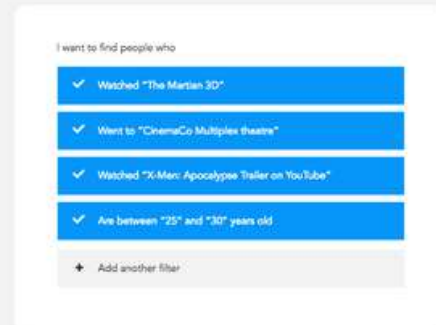 I want to find people who
Watched "The Martian 3D"
Went to "CinemaCo Multiplex theatre"
Watched "X-Men: Apocalypse Trailer on YouTube"
Are between "25" and "30" years old
Add another filter